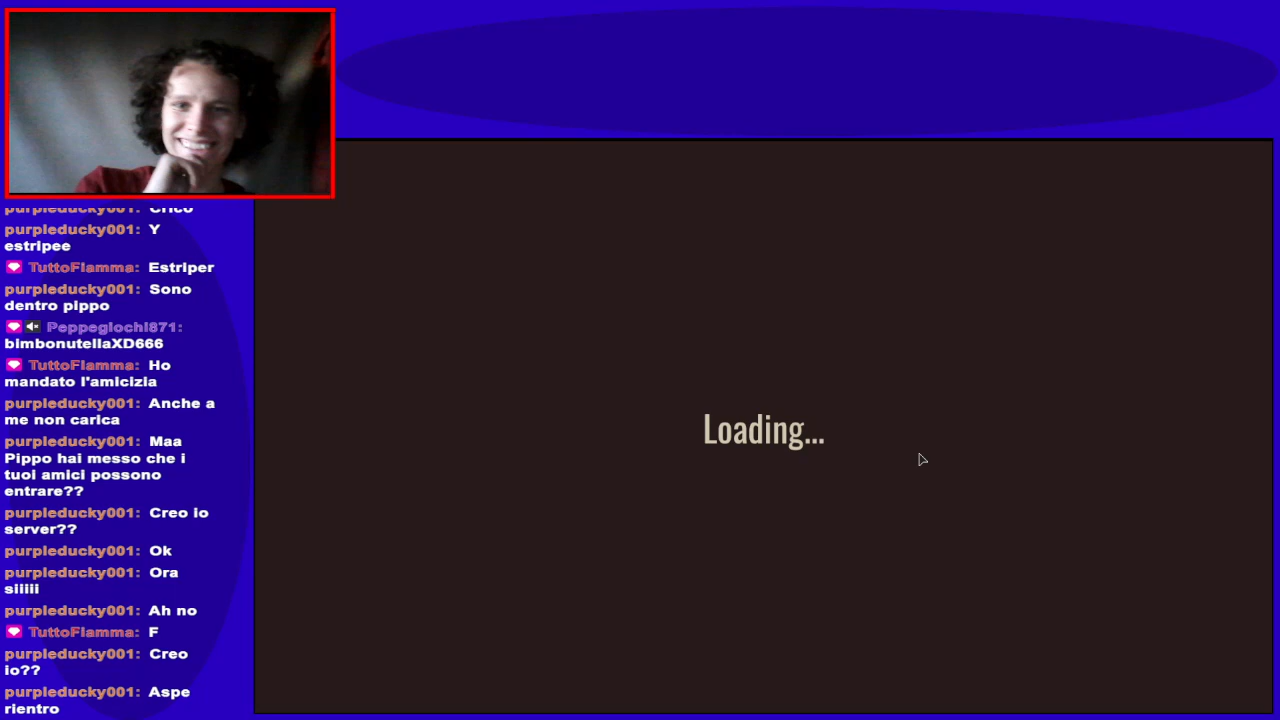 purpleducky001: Crico
purpleducky001: Y
estripee
TuttoFiamma: Estriper
purpleducky001: Sono
dentro pippo
Peppegiochi871:
bimbonutellaXD666
TuttoFiamma: Ho
mandato l'amicizia
purpleducky001: Anche a
me non carica
purpleducky001: Maa
Pippo hai messo che i
tuoi amici possono
entrare??
purpleducky001: Creo io
server??
purpleducky001: Ok
purpleducky001: Ora
siiiii
purpleducky001: Ah no
TuttoFiamma: F
purpleducky001: Creo
io??
purpleducky001: Aspe
rientro
Loading...